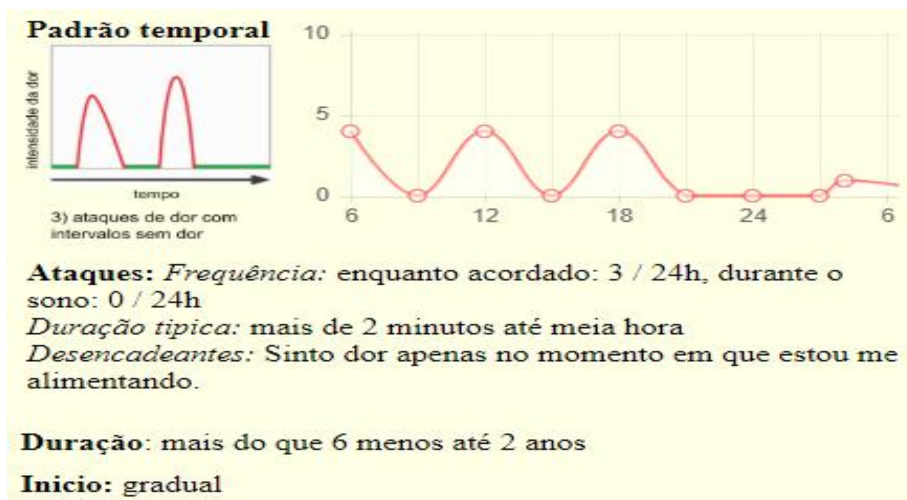 Padrão temporal
intensidade da dor
tempo
3) ataques de dor com
intervalos sem dor
10
5
0
6
12
18
24
6
Ataques: Frequência: enquanto acordado: 3 / 24h, durante o
sono: 0 / 24h
Duração tipica: mais de 2 minutos até meia hora
Desencadeantes: Sinto dor apenas no momento em que estou me
alimentando.
Duração: mais do que 6 menos até 2 anos
Inicio: gradual